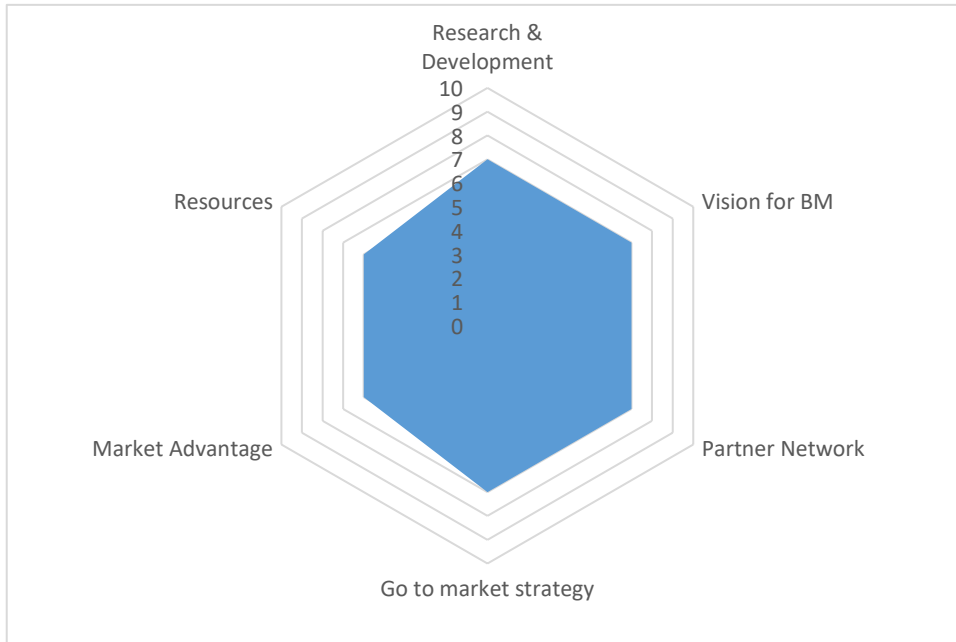 Research &
Development
10
9
8
7
6
5
4
3
2
1
0
Vision for BM
Partner Network
Go to market strategy
Market Advantage
Resources